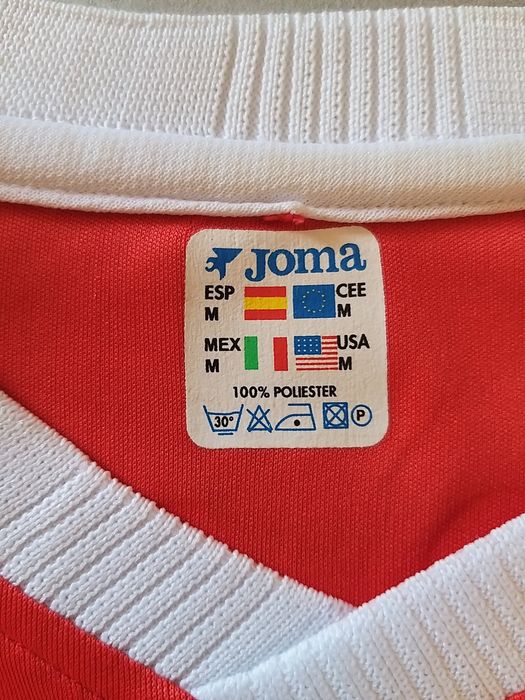 Joma
ESP CEE
M M
MEX USA
M M
100% POLIESTER
30° P